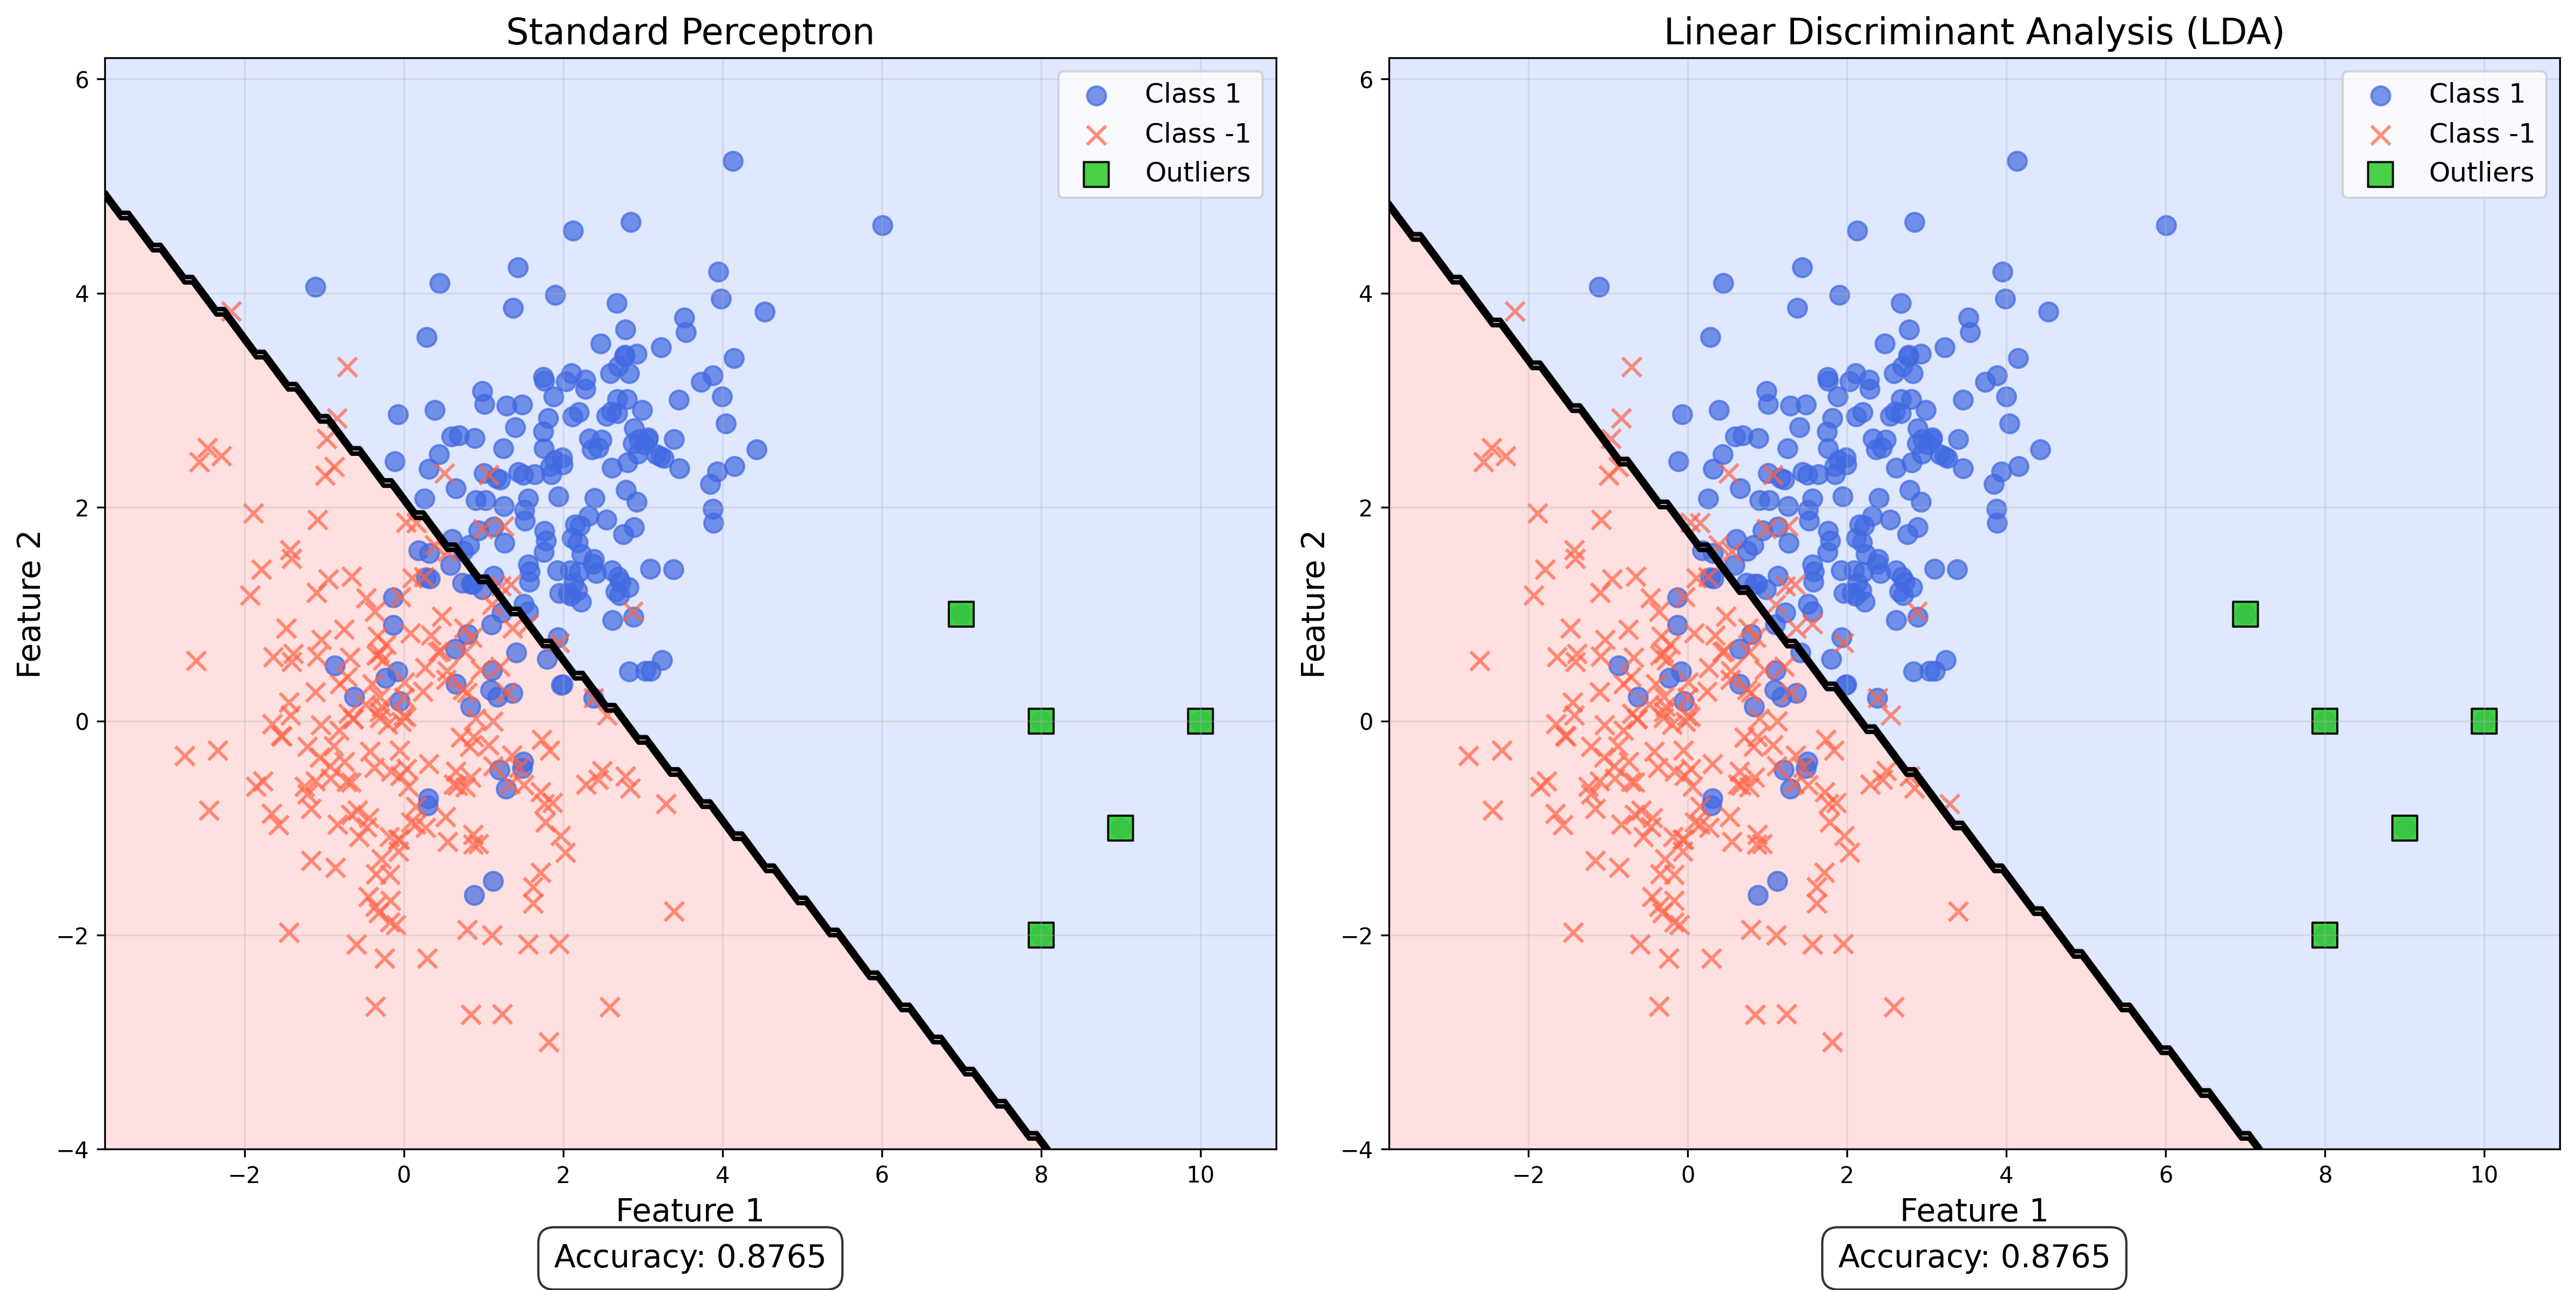 Standard Perceptron
6
4
2
0
−2
−4
Feature 2
Class 1
Class -1
Outliers
−2 0 2 4 6 8 10
Feature 1
Accuracy: 0.8765
Linear Discriminant Analysis (LDA)
6
4
2
0
−2
−4
Feature 2
Class 1
Class -1
Outliers
−2 0 2 4 6 8 10
Feature 1
Accuracy: 0.8765